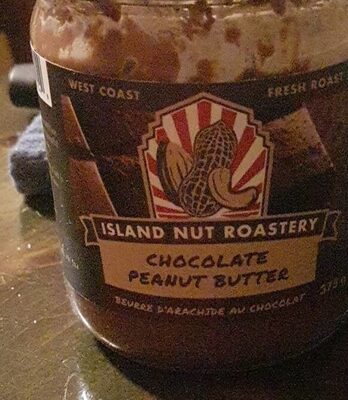 WEST COAST
FRESH ROAST
ISLAND NUT ROASTERY
CHOCOLATE
PEANUT BUTTER
BEURRE D'ARACHIDE AU CHOCOLAT